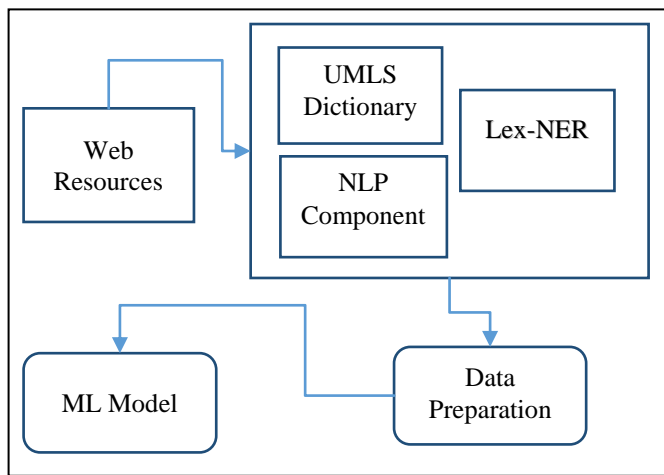 Web
Resources
UMLS
Dictionary
NLP
Component
Lex-NER
Data
Preparation
ML Model